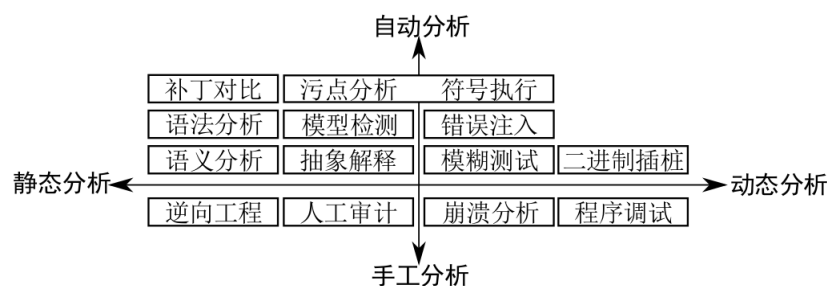 自动分析
补丁对比 污点分析 符号执行
语法分析 模型检测 错误注入
语义分析 抽象解释 模糊测试 二进制插桩
静态分析 动态分析
逆向工程 人工审计 崩溃分析 程序调试
手工分析